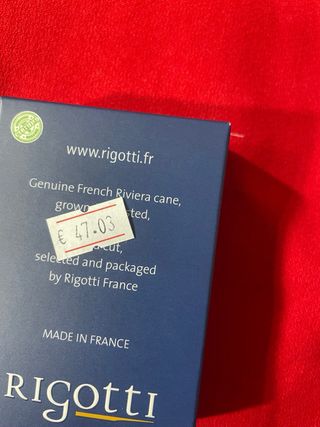 www.rigotti.fr
Genuine French Riviera cane,
grown
€ 47.03
selected and packaged
by Rigotti France
MADE IN FRANCE
RIGOTTI